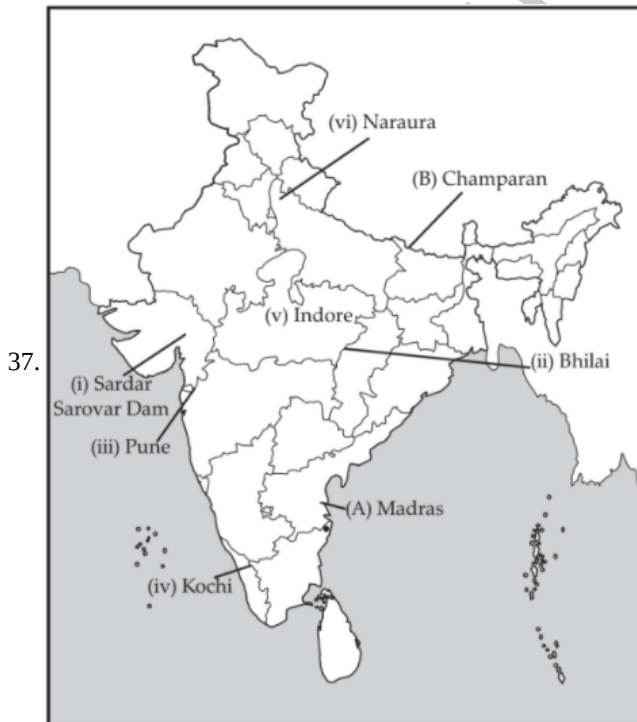 (vi) Naraura
(B) Champaran
(v) Indore
37.
(ii) Bhilai
(i) Sardar
Sarovar Dam
(iii) Pune
(A) Madras
(iv) Kochi